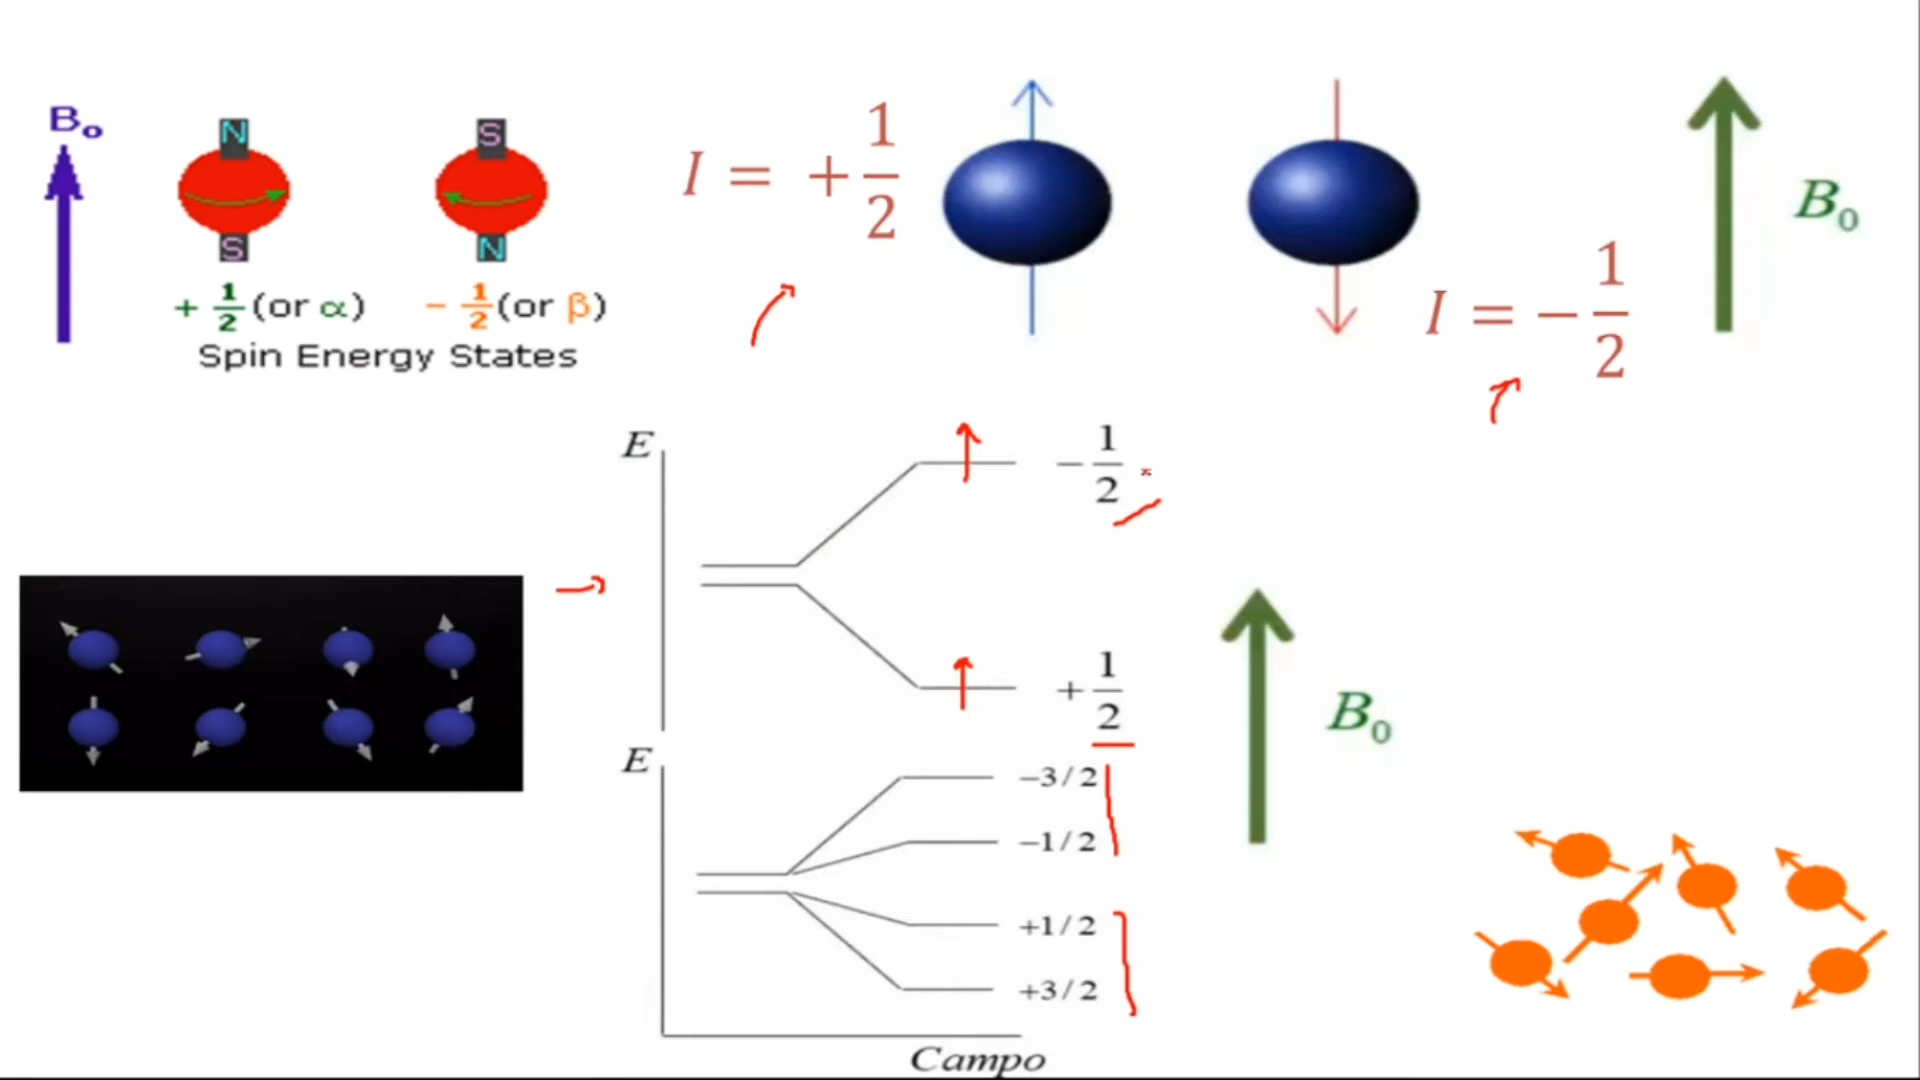 B₀
N
S
S
N
+ 1/2 (or α)
- 1/2 (or β)
Spin Energy States
I = + 1/2
I = - 1/2
B₀
E
- 1/2
+ 1/2
B₀
E
-3/2
-1/2
+1/2
+3/2
Campo